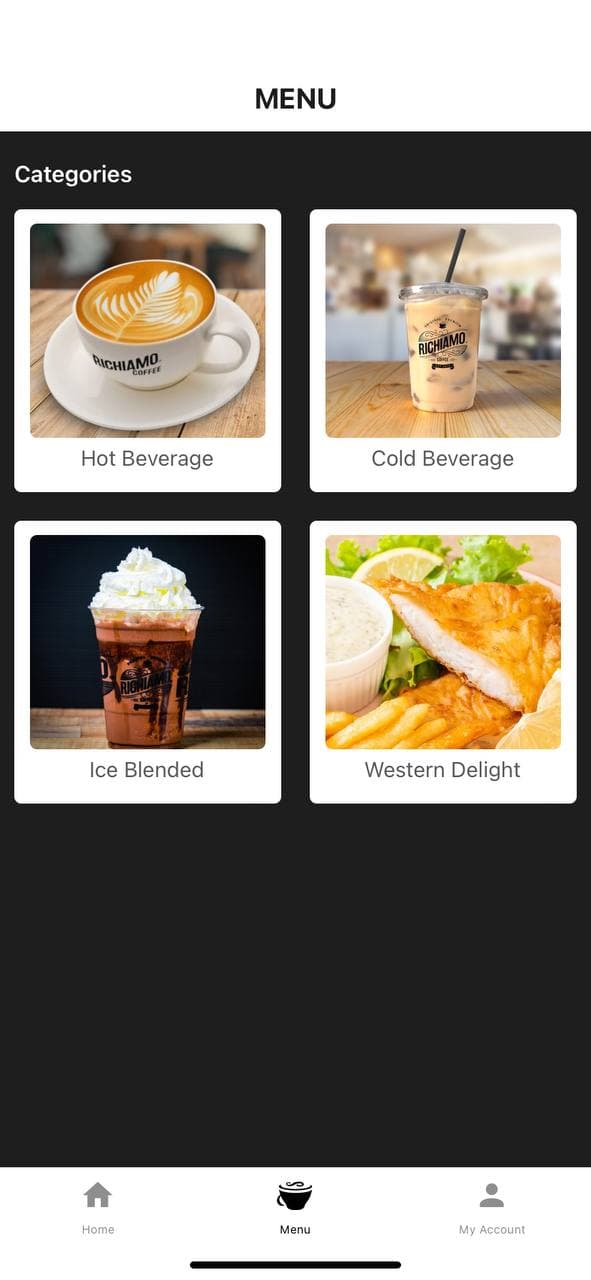 MENU
Categories
RICHIAMO
COFFEE
RICHIAMO
COFFEE
Hot Beverage
Cold Beverage
RICHIAMO
Ice Blended
Western Delight
Home
Menu
My Account